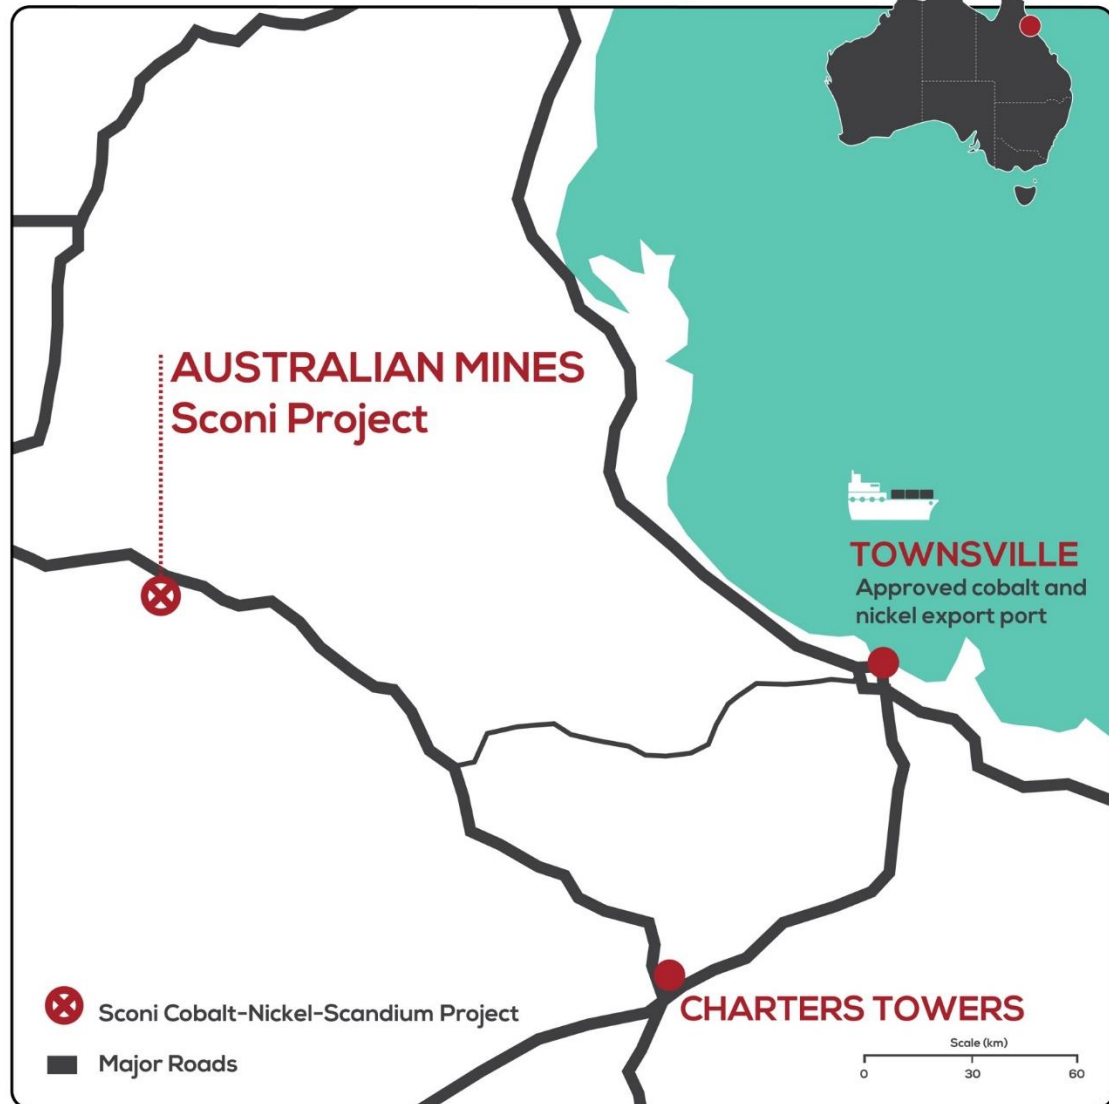 AUSTRALIAN MINES
Sconi Project
TOWNSVILLE
Approved cobalt and
nickel export port
CHARTERS TOWERS
Sconi Cobalt-Nickel-Scandium Project
Major Roads
Scale (km)
0 30 60